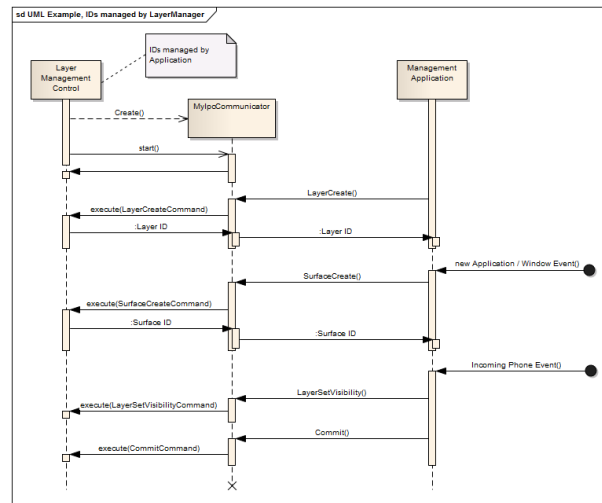 sd UML Example, IDs managed by LayerManager
IDs managed by
Application
Layer
Management
Control
Management
Application
MyIpcCommunicator
Create()
start()
LayerCreate()
execute(LayerCreateCommand)
:Layer ID
:Layer ID
new Application / Window Event()
SurfaceCreate()
execute(SurfaceCreateCommand)
:Surface ID
:Surface ID
Incoming Phone Event()
LayerSetVisibility()
execute(LayerSetVisibilityCommand)
Commit()
execute(CommitCommand)